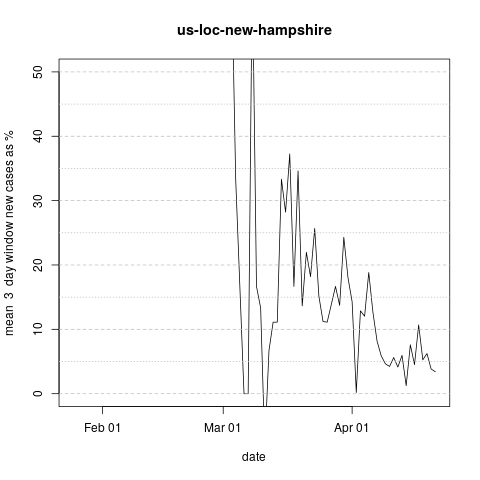 us-loc-new-hampshire
mean  3  day window new cases as %
50
40
30
20
10
0
Feb 01
Mar 01
Apr 01
date